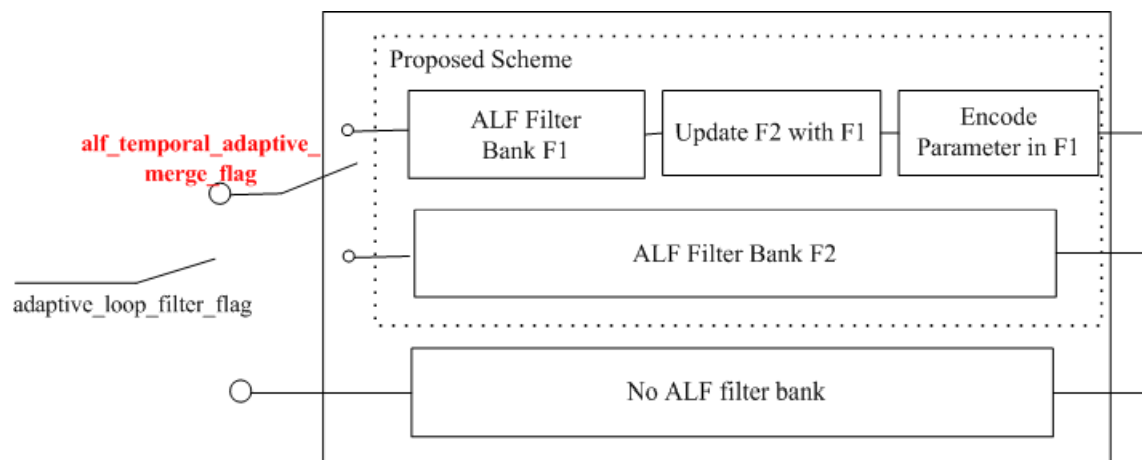 Proposed Scheme
ALF Filter
Bank F1
Update F2 with F1
Encode
Parameter in F1
alf_temporal_adaptive_
merge_flag
ALF Filter Bank F2
adaptive_loop_filter_flag
No ALF filter bank